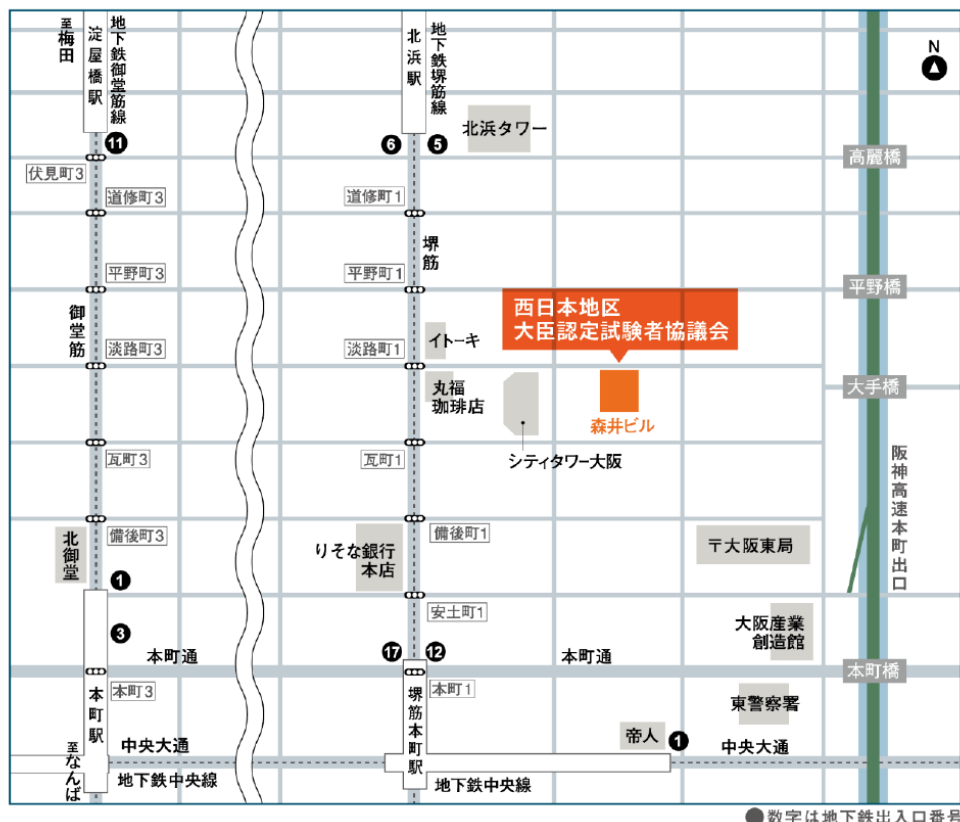 至梅田
淀屋橋駅
地下鉄御堂筋線
北浜駅
地下鉄堺筋線
N
北浜タワー
11
6
5
高麗橋
伏見町3
道修町3
道修町1
堺筋
平野町3
平野町1
平野橋
御堂筋
西日本地区
大臣認定試験者協議会
イトーキ
淡路町3
淡路町1
丸福
珈琲店
大手橋
森井ビル
シティタワー大阪
瓦町3
瓦町1
阪神高速本町出口
北御堂
備後町3
りそな銀行
本店
備後町1
〒大阪東局
1
安土町1
3
大阪産業
創造館
本町通
17
12
本町通
本町橋
本町3
本町駅
本町1
堺筋本町駅
東警察署
帝人
1
至なんば
中央大通
中央大通
地下鉄中央線
地下鉄中央線
●数字は地下鉄出入口番号